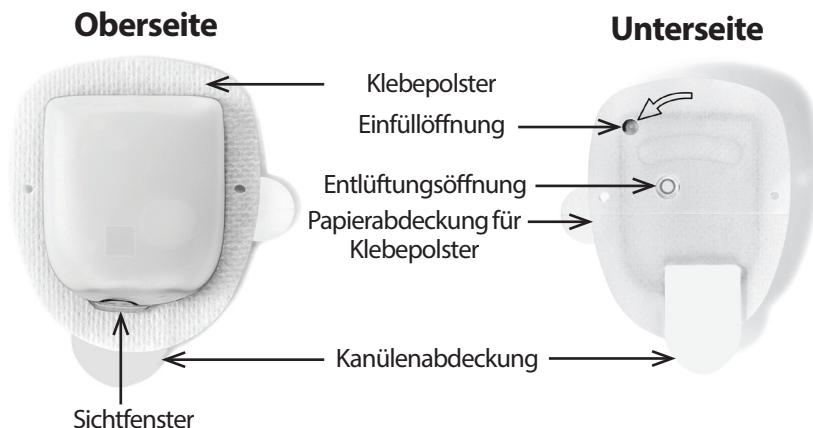 Oberseite
Unterseite
Klebepolster
Einfüllöffnung
Entlüftungsöffnung
Papierabdeckung für
Klebepolster
Kanülenabdeckung
Sichtfenster